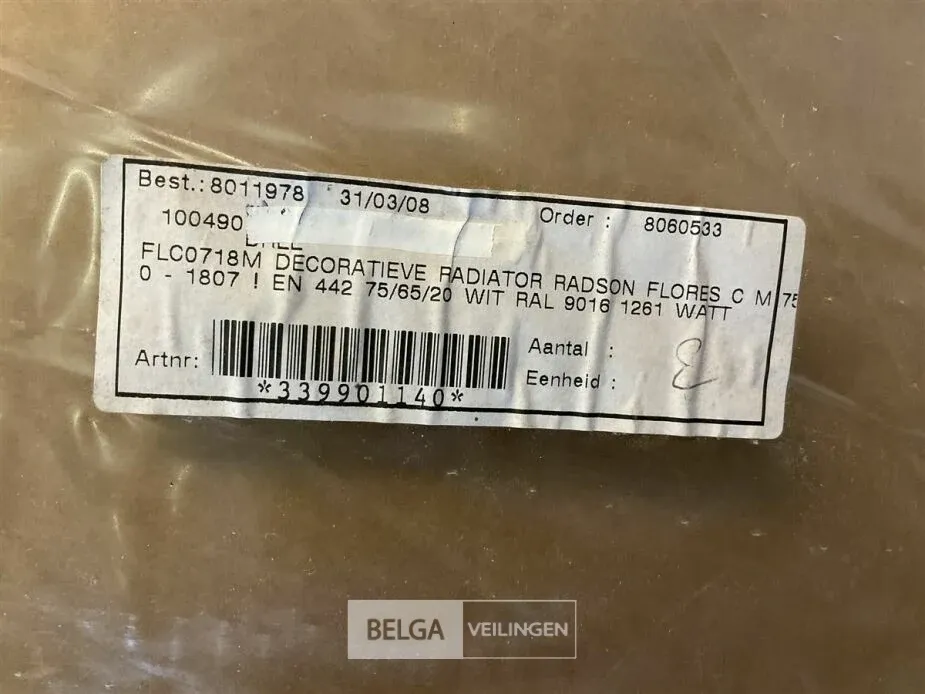 Best.: 8011978 31/03/08 Order : 8060533
100490
FLC0718M DECORATIEVE RADIATOR RADSON FLORES C M 75
0 - 1807 ! EN 442 75/65/20 WIT RAL 9016 1261 WATT
Artnr: *339901140*
Aantal :
Eenheid :
BELGA VEILINGEN